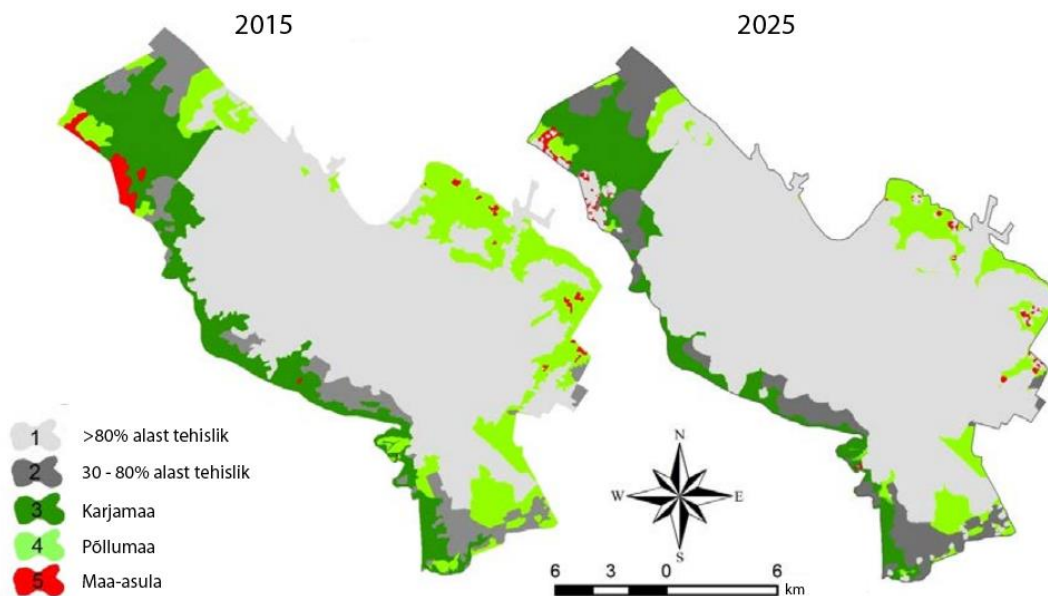 2015
2025
1 >80% alast tehislik
2 30 - 80% alast tehislik
3 Karjamaa
4 Põllumaa
5 Maa-asula
N
W E
S
6 3 0 6
km